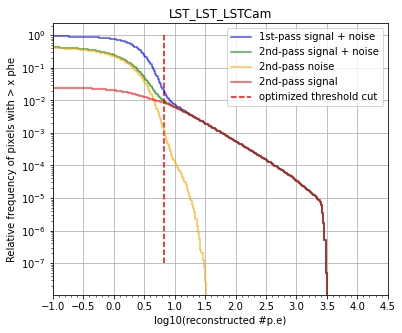 LST_LST_LSTCam
Relative frequency of pixels with > x phe
10⁰
10⁻¹
10⁻²
10⁻³
10⁻⁴
10⁻⁵
10⁻⁶
10⁻⁷
1st-pass signal + noise
2nd-pass signal + noise
2nd-pass noise
2nd-pass signal
optimized threshold cut
−1.0 −0.5 0.0 0.5 1.0 1.5 2.0 2.5 3.0 3.5 4.0 4.5
log10(reconstructed #p.e)